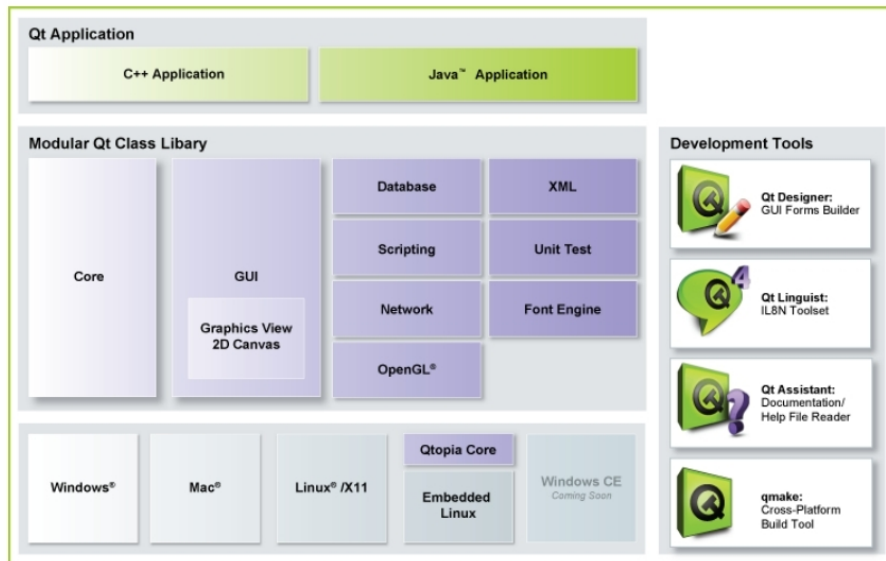 Qt Application
C++ Application
Java™ Application
Modular Qt Class Libary
Core
GUI
Graphics View
2D Canvas
Database
XML
Scripting
Unit Test
Network
Font Engine
OpenGL®
Windows®
Mac®
Linux® /X11
Qtopia Core
Embedded
Linux
Windows CE
Coming Soon
Development Tools
Qt Designer:
GUI Forms Builder
4
Qt Linguist:
IL8N Toolset
Qt Assistant:
Documentation/
Help File Reader
?
qmake:
Cross-Platform
Build Tool